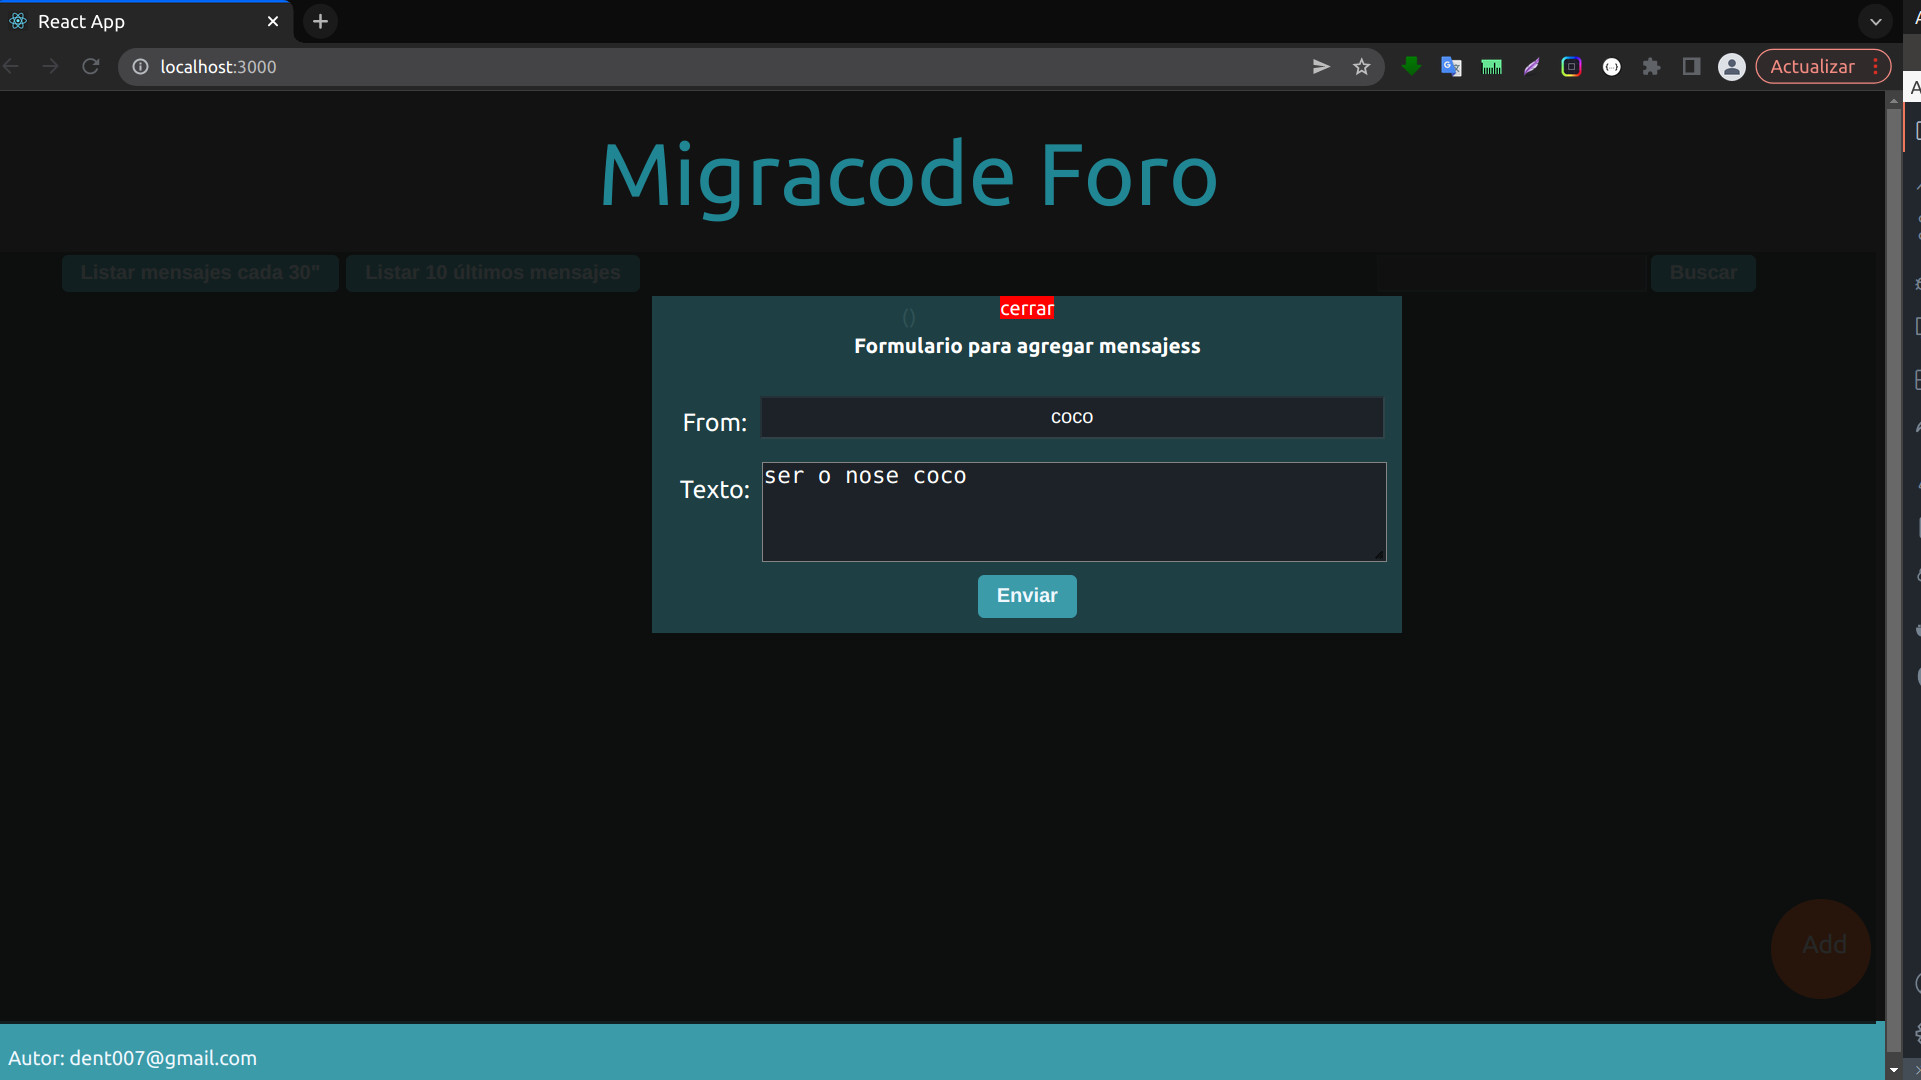 React App
localhost:3000
Actualizar
Migracode Foro
Listar mensajes cada 30" Listar 10 últimos mensajes Buscar
cerrar
()
Formulario para agregar mensajess
From: coco
Texto: ser o nose coco
Enviar
Add
Autor: dent007@gmail.com